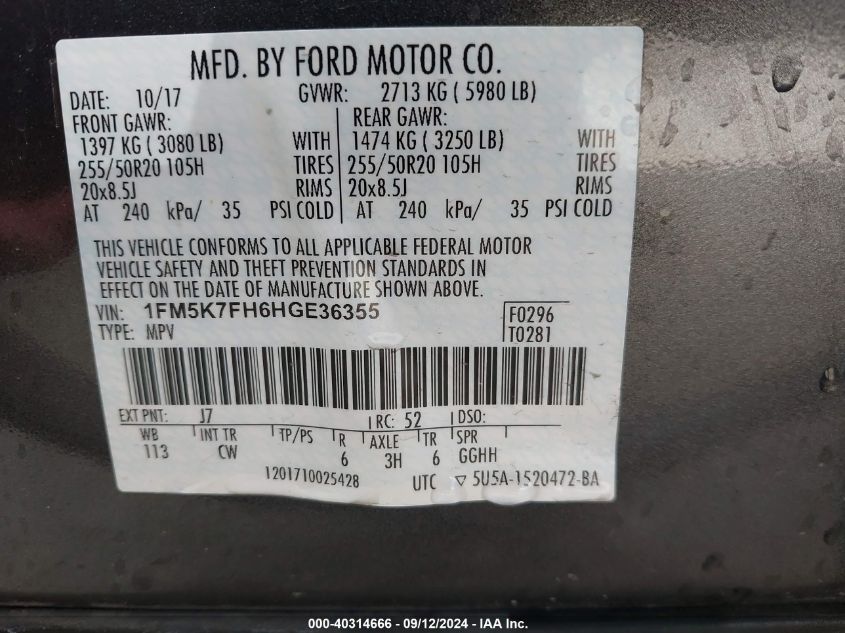 MFD. BY FORD MOTOR CO.
DATE: 10/17 GVWR: 2713 KG ( 5980 LB)
FRONT GAWR: REAR GAWR:
1397 KG ( 3080 LB) WITH 1474 KG ( 3250 LB) WITH
255/50R20 105H TIRES 255/50R20 105H TIRES
20x8.5J RIMS 20x8.5J RIMS
AT 240 kPa/ 35 PSI COLD AT 240 kPa/ 35 PSI COLD
THIS VEHICLE CONFORMS TO ALL APPLICABLE FEDERAL MOTOR
VEHICLE SAFETY AND THEFT PREVENTION STANDARDS IN
EFFECT ON THE DATE OF MANUFACTURE SHOWN ABOVE.
VIN: 1FM5K7FH6HGE36355 F0296
TYPE: MPV T0281
EXT PNT: J7 RC: 52 DSO:
WB INT TR TP/PS R AXLE TR SPR
113 CW 6 3H 6 GGHH
1201710025428 UTC ▽ 5U5A-1520472-BA
000-40314666 - 09/12/2024 - IAA Inc.